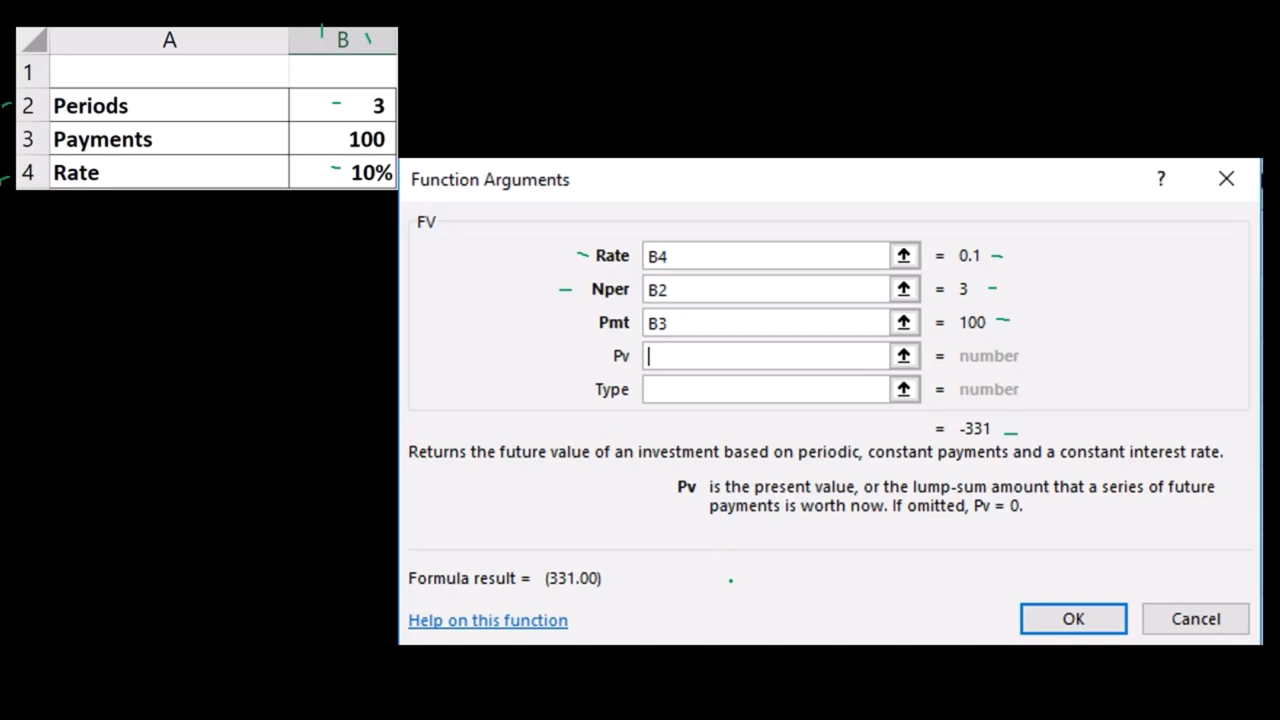 A B
1
2 Periods 3
3 Payments 100
4 Rate 10%
Function Arguments ?
FV
Rate B4 = 0.1
Nper B2 = 3
Pmt B3 = 100
Pv = number
Type = number
= -331
Returns the future value of an investment based on periodic, constant payments and a constant interest rate.
Pv is the present value, or the lump-sum amount that a series of future
payments is worth now. If omitted, Pv = 0.
Formula result = (331.00)
Help on this function OK Cancel